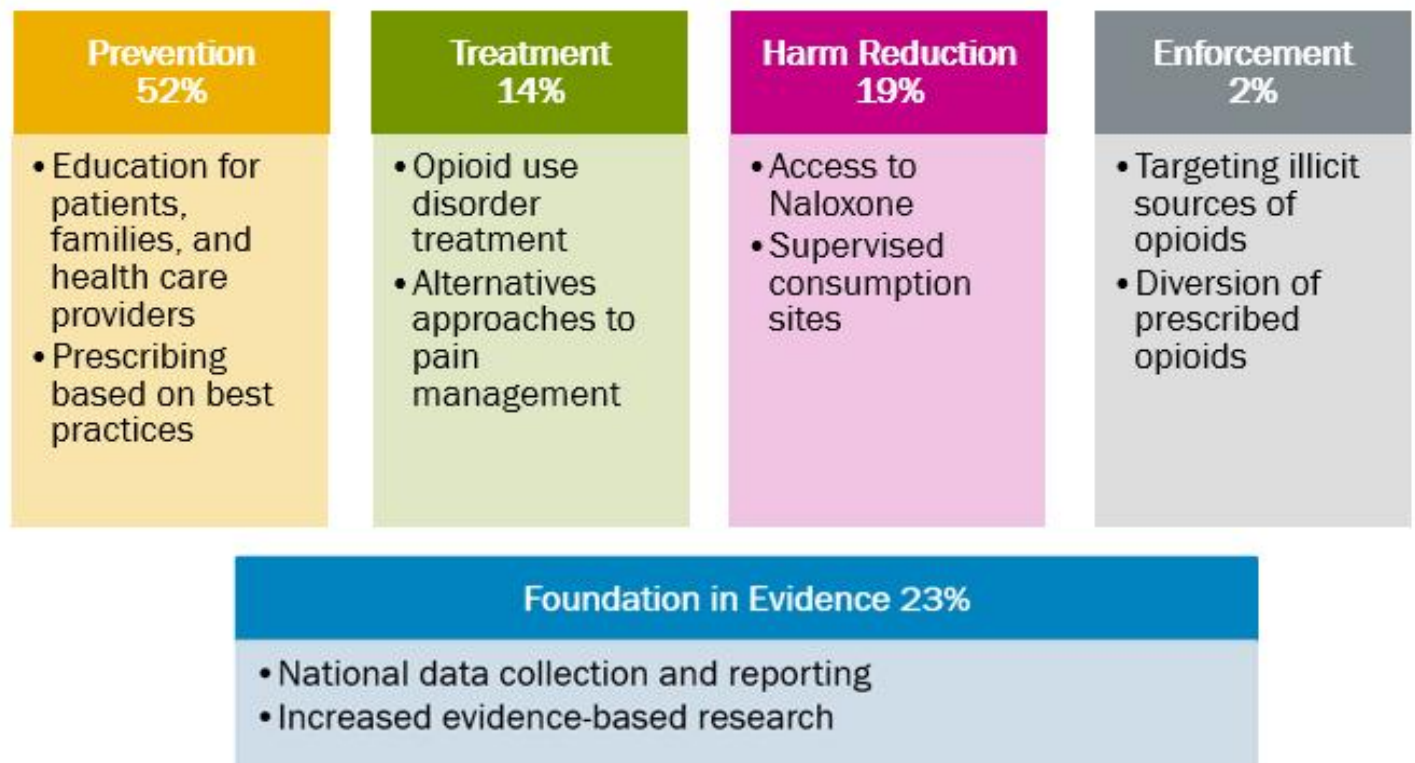 Prevention
52%
• Education for
patients,
families, and
health care
providers
• Prescribing
based on best
practices
Treatment
14%
• Opioid use
disorder
treatment
• Alternatives
approaches to
pain
management
Harm Reduction
19%
• Access to
Naloxone
• Supervised
consumption
sites
Enforcement
2%
• Targeting illicit
sources of
opioids
• Diversion of
prescribed
opioids
Foundation in Evidence 23%
• National data collection and reporting
• Increased evidence-based research